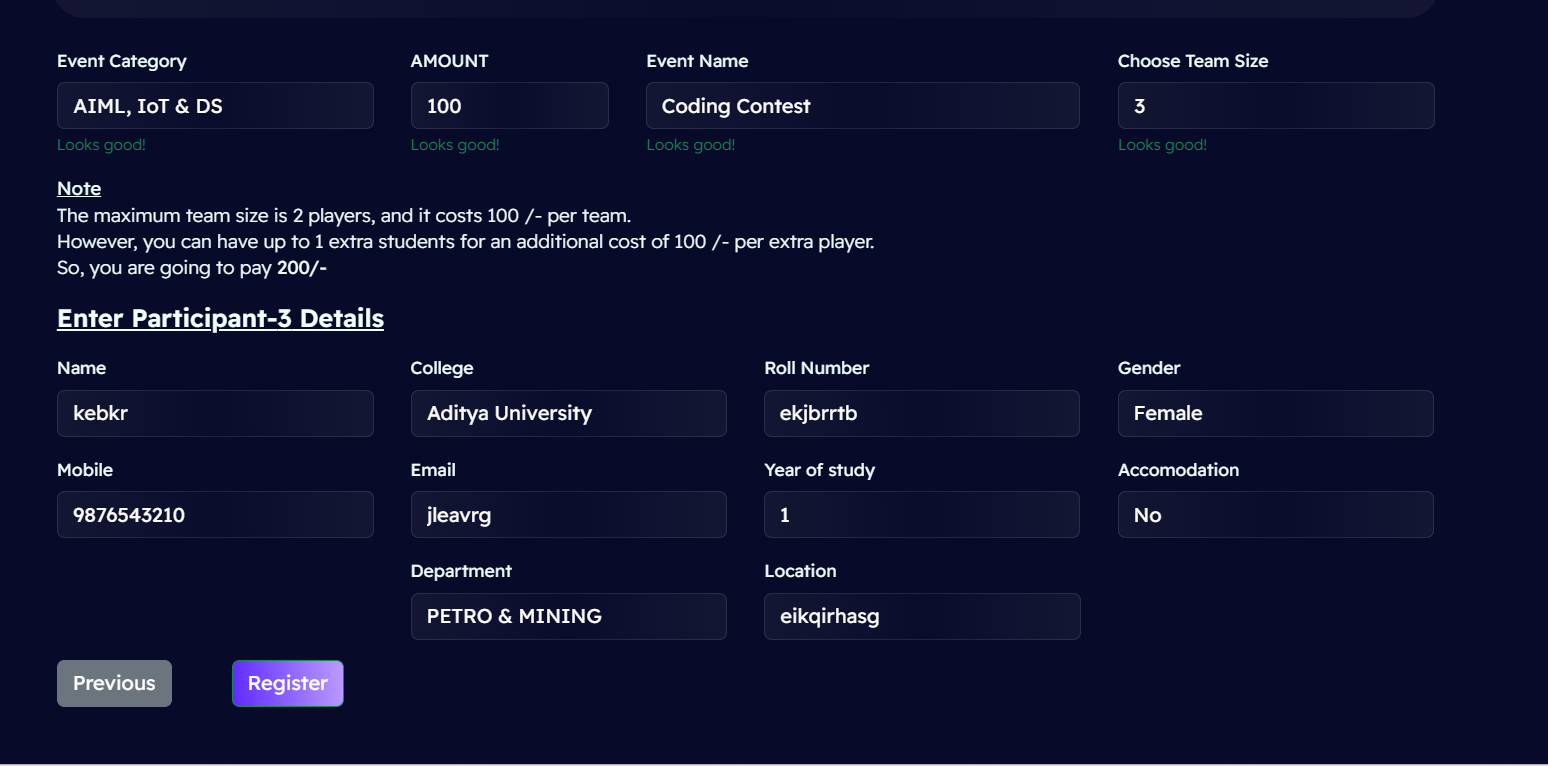 Event Category AMOUNT Event Name Choose Team Size
AIML, IoT & DS 100 Coding Contest 3
Looks good! Looks good! Looks good! Looks good!
Note
The maximum team size is 2 players, and it costs 100 /- per team.
However, you can have up to 1 extra students for an additional cost of 100 /- per extra player.
So, you are going to pay 200/-
Enter Participant-3 Details
Name College Roll Number Gender
kebkr Aditya University ekjbrrtb Female
Mobile Email Year of study Accomodation
9876543210 jleavrg 1 No
Department Location
PETRO & MINING eikqirhasg
Previous Register